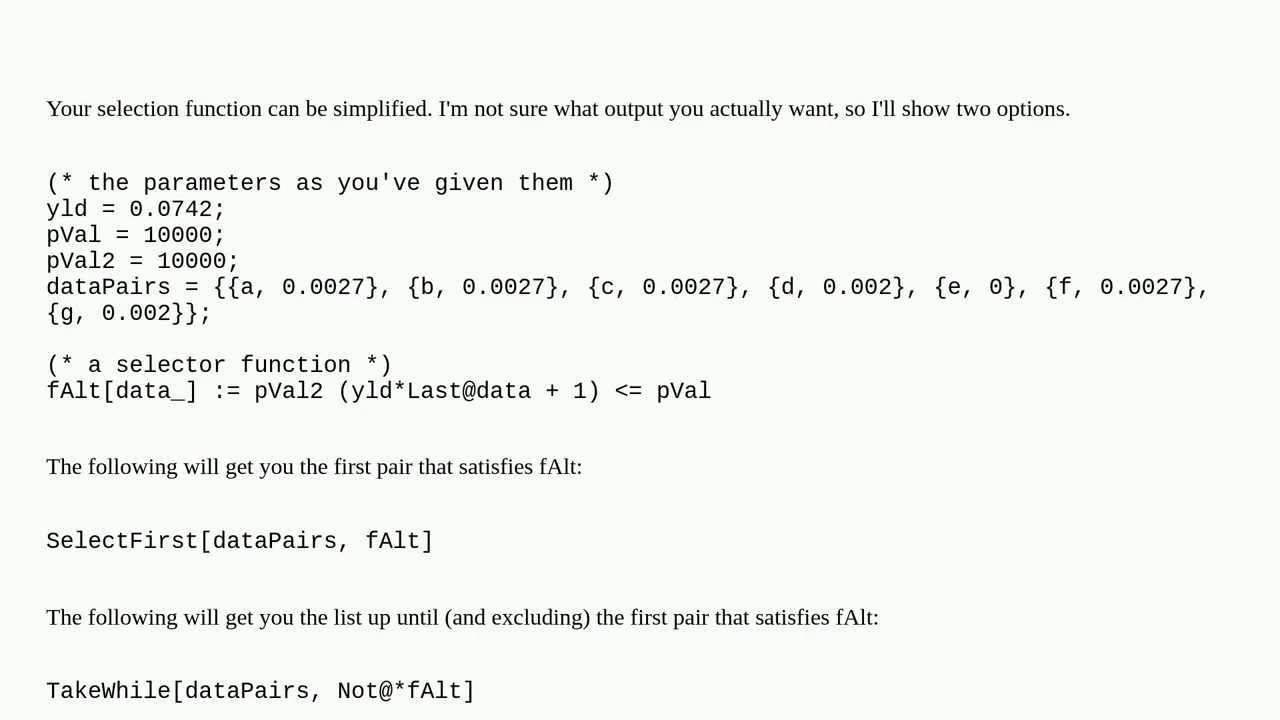 Your selection function can be simplified. I'm not sure what output you actually want, so I'll show two options.
(* the parameters as you've given them *)
yld = 0.0742;
pVal = 10000;
pVal2 = 10000;
dataPairs = {{a, 0.0027}, {b, 0.0027}, {c, 0.0027}, {d, 0.002}, {e, 0}, {f, 0.0027},
{g, 0.002}};
(* a selector function *)
fAlt[data_] := pVal2 (yld*Last@data + 1) <= pVal
The following will get you the first pair that satisfies fAlt:
SelectFirst[dataPairs, fAlt]
The following will get you the list up until (and excluding) the first pair that satisfies fAlt:
TakeWhile[dataPairs, Not@*fAlt]